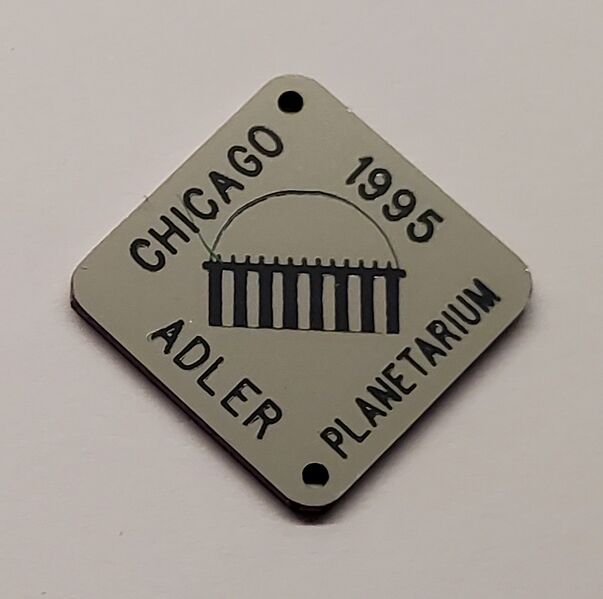 CHICAGO
1995
ADLER
PLANETARIUM